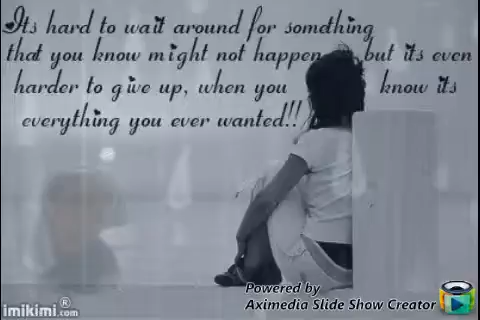 Its hard to wait around for something
that you know might not happen but its even
harder to give up, when you know its
everything you ever wanted!!
Powered by
Aximedia Slide Show Creator
imikimi.com®